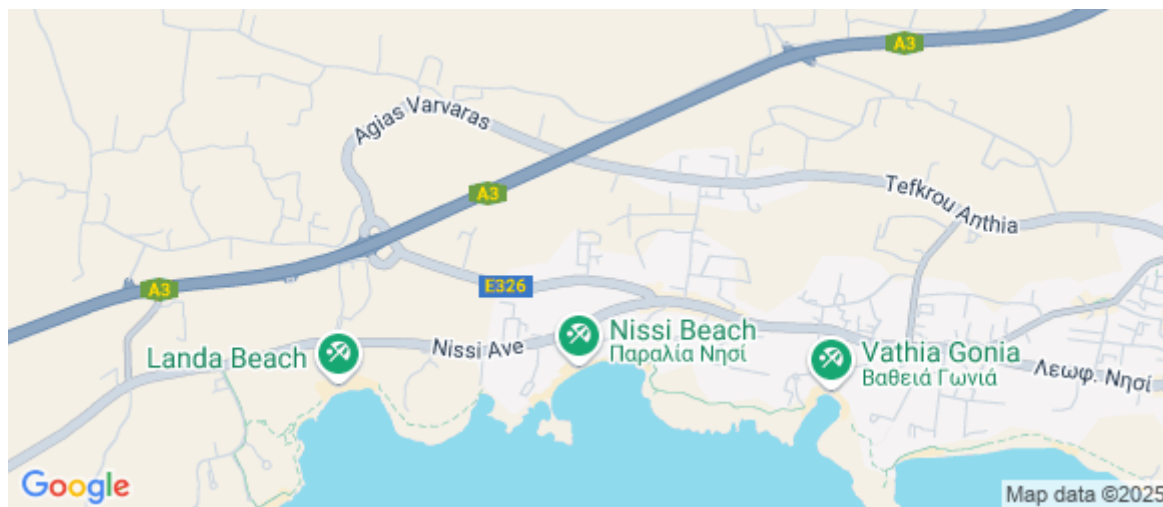 A3
Agias Varvaras
A3
Tefkrou Anthia
E326
A3
Nissi Beach
Παραλία Νησί
Landa Beach
Nissi Ave
Vathia Gonia
Βαθειά Γωνιά
Λεωφ. Νησί
Google
Map data ©2025